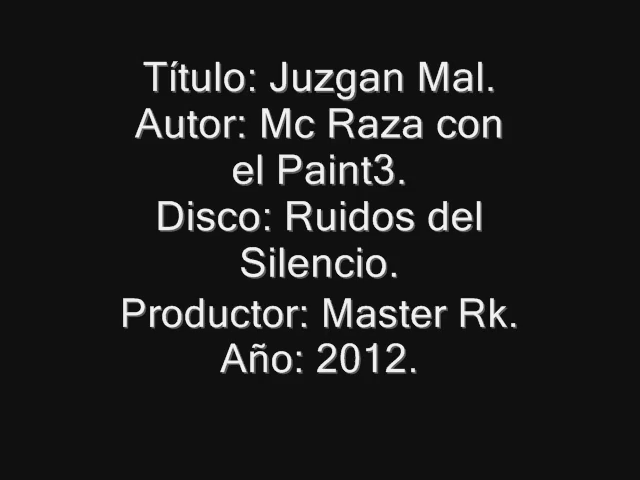 Título: Juzgan Mal.
Autor: Mc Raza con
el Paint3.
Disco: Ruidos del
Silencio.
Productor: Master Rk.
Año: 2012.